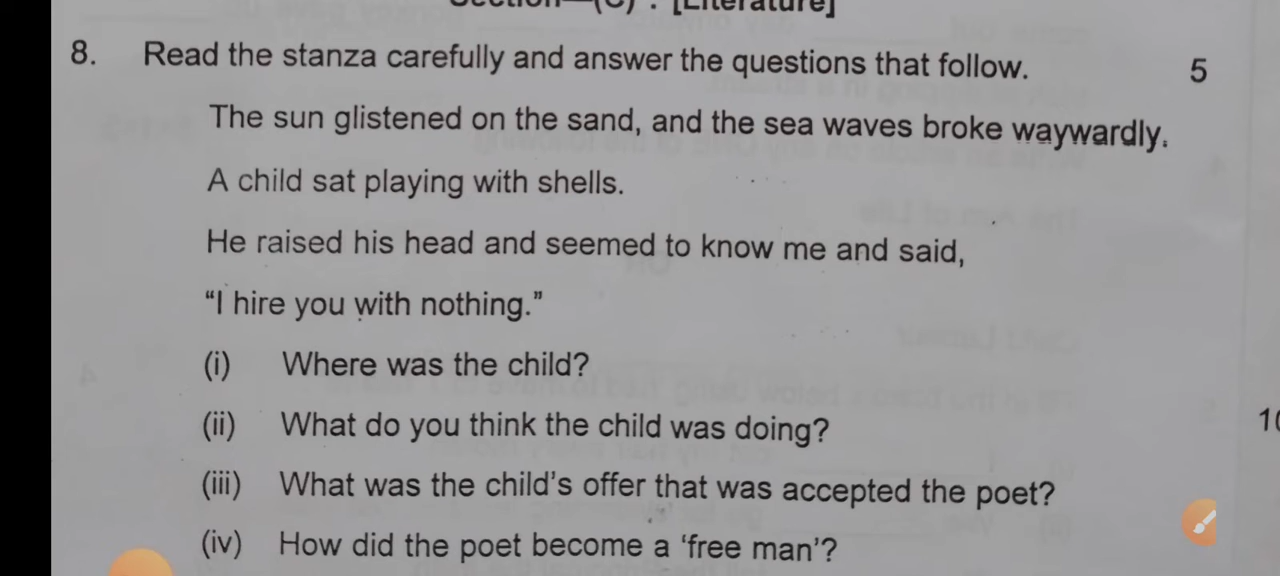 Section—(C) : [Literature]
8. Read the stanza carefully and answer the questions that follow. 5
The sun glistened on the sand, and the sea waves broke waywardly.
A child sat playing with shells.
He raised his head and seemed to know me and said,
“I hire you with nothing.”
(i) Where was the child?
(ii) What do you think the child was doing?
(iii) What was the child's offer that was accepted the poet?
(iv) How did the poet become a ‘free man’?